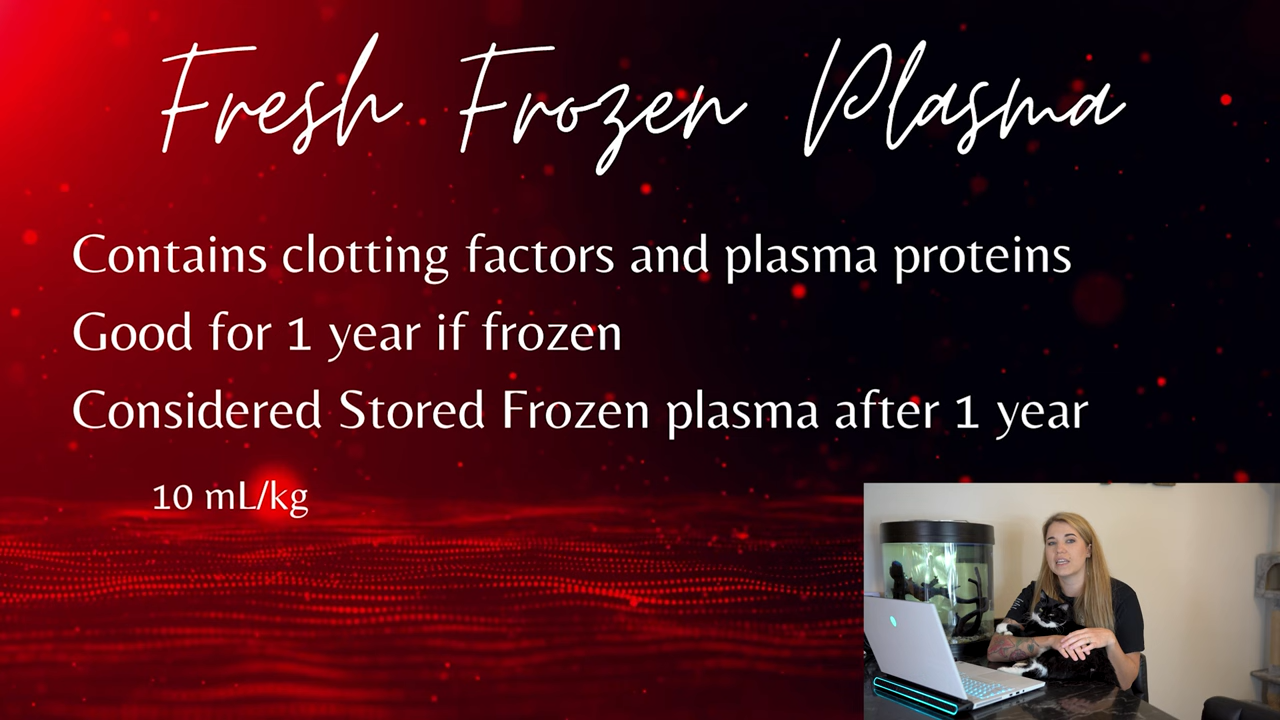 Fresh Frozen Plasma
Contains clotting factors and plasma proteins
Good for 1 year if frozen
Considered Stored Frozen plasma after 1 year
10 mL/kg